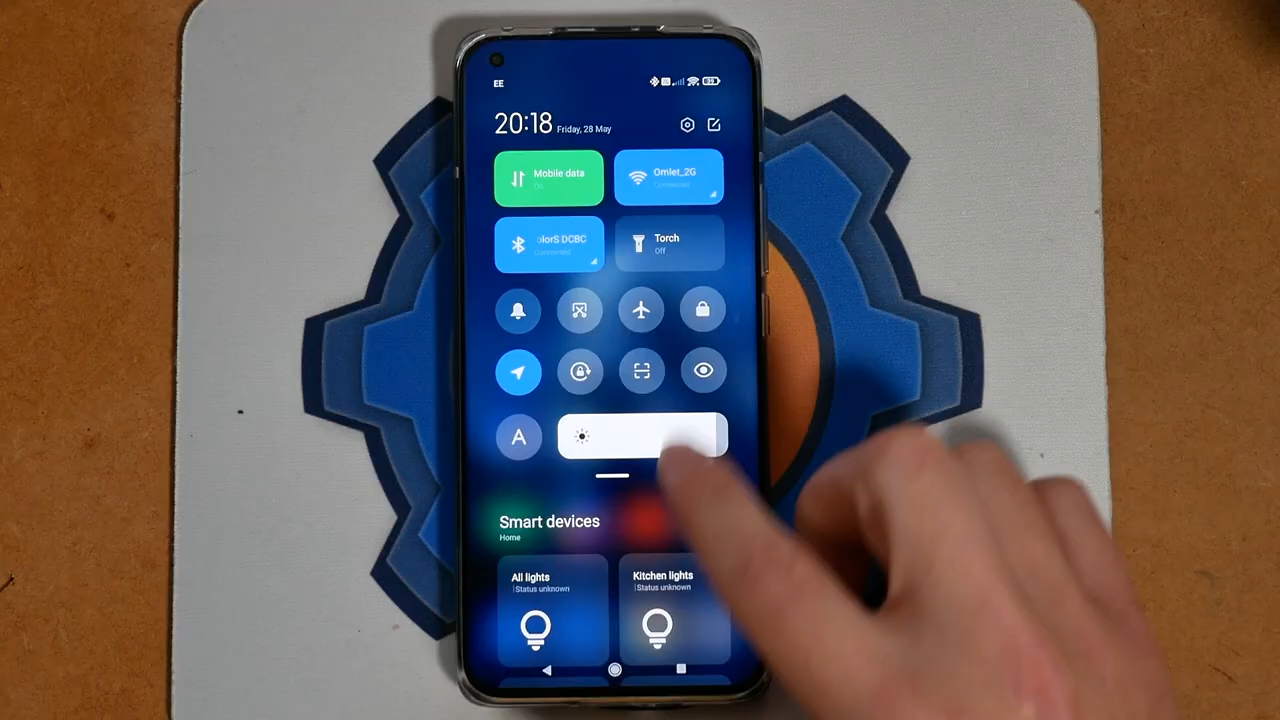 EE
39
20:18 Friday, 28 May
Mobile data
On
Omlet_2G
Connected
olorS DCBC
Connected
Torch
Off
A
Smart devices
Home
All lights
Status unknown
Kitchen lights
Status unknown